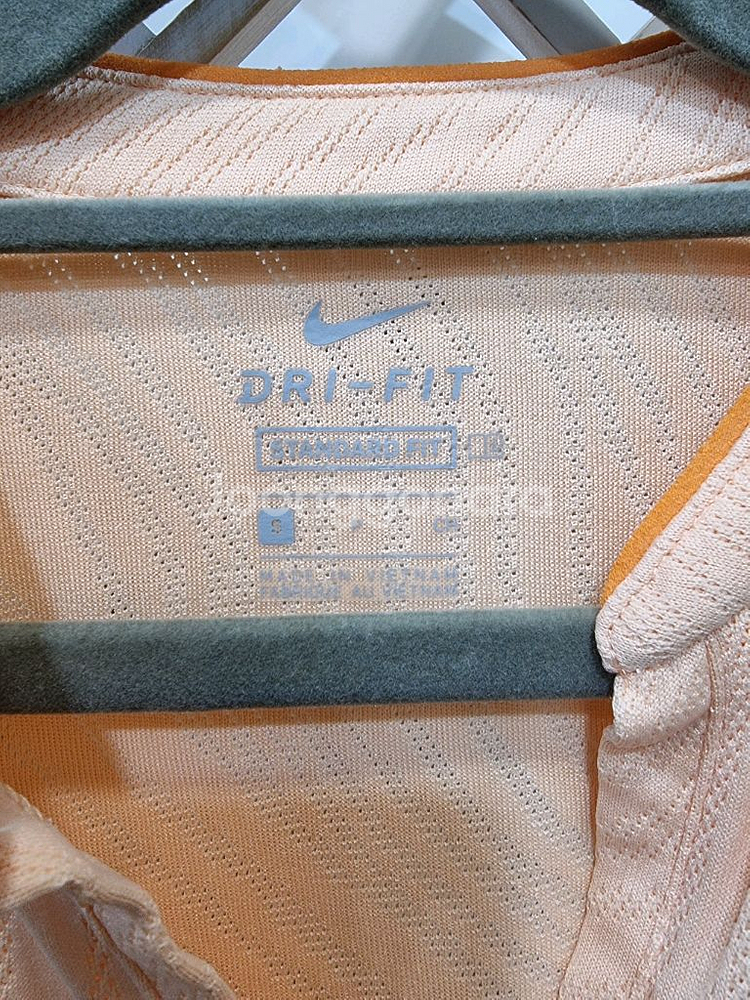 DRI-FIT
STANDARD FIT
S
MADE IN VIETNAM
FABRIQUÉ AU VIETNAM